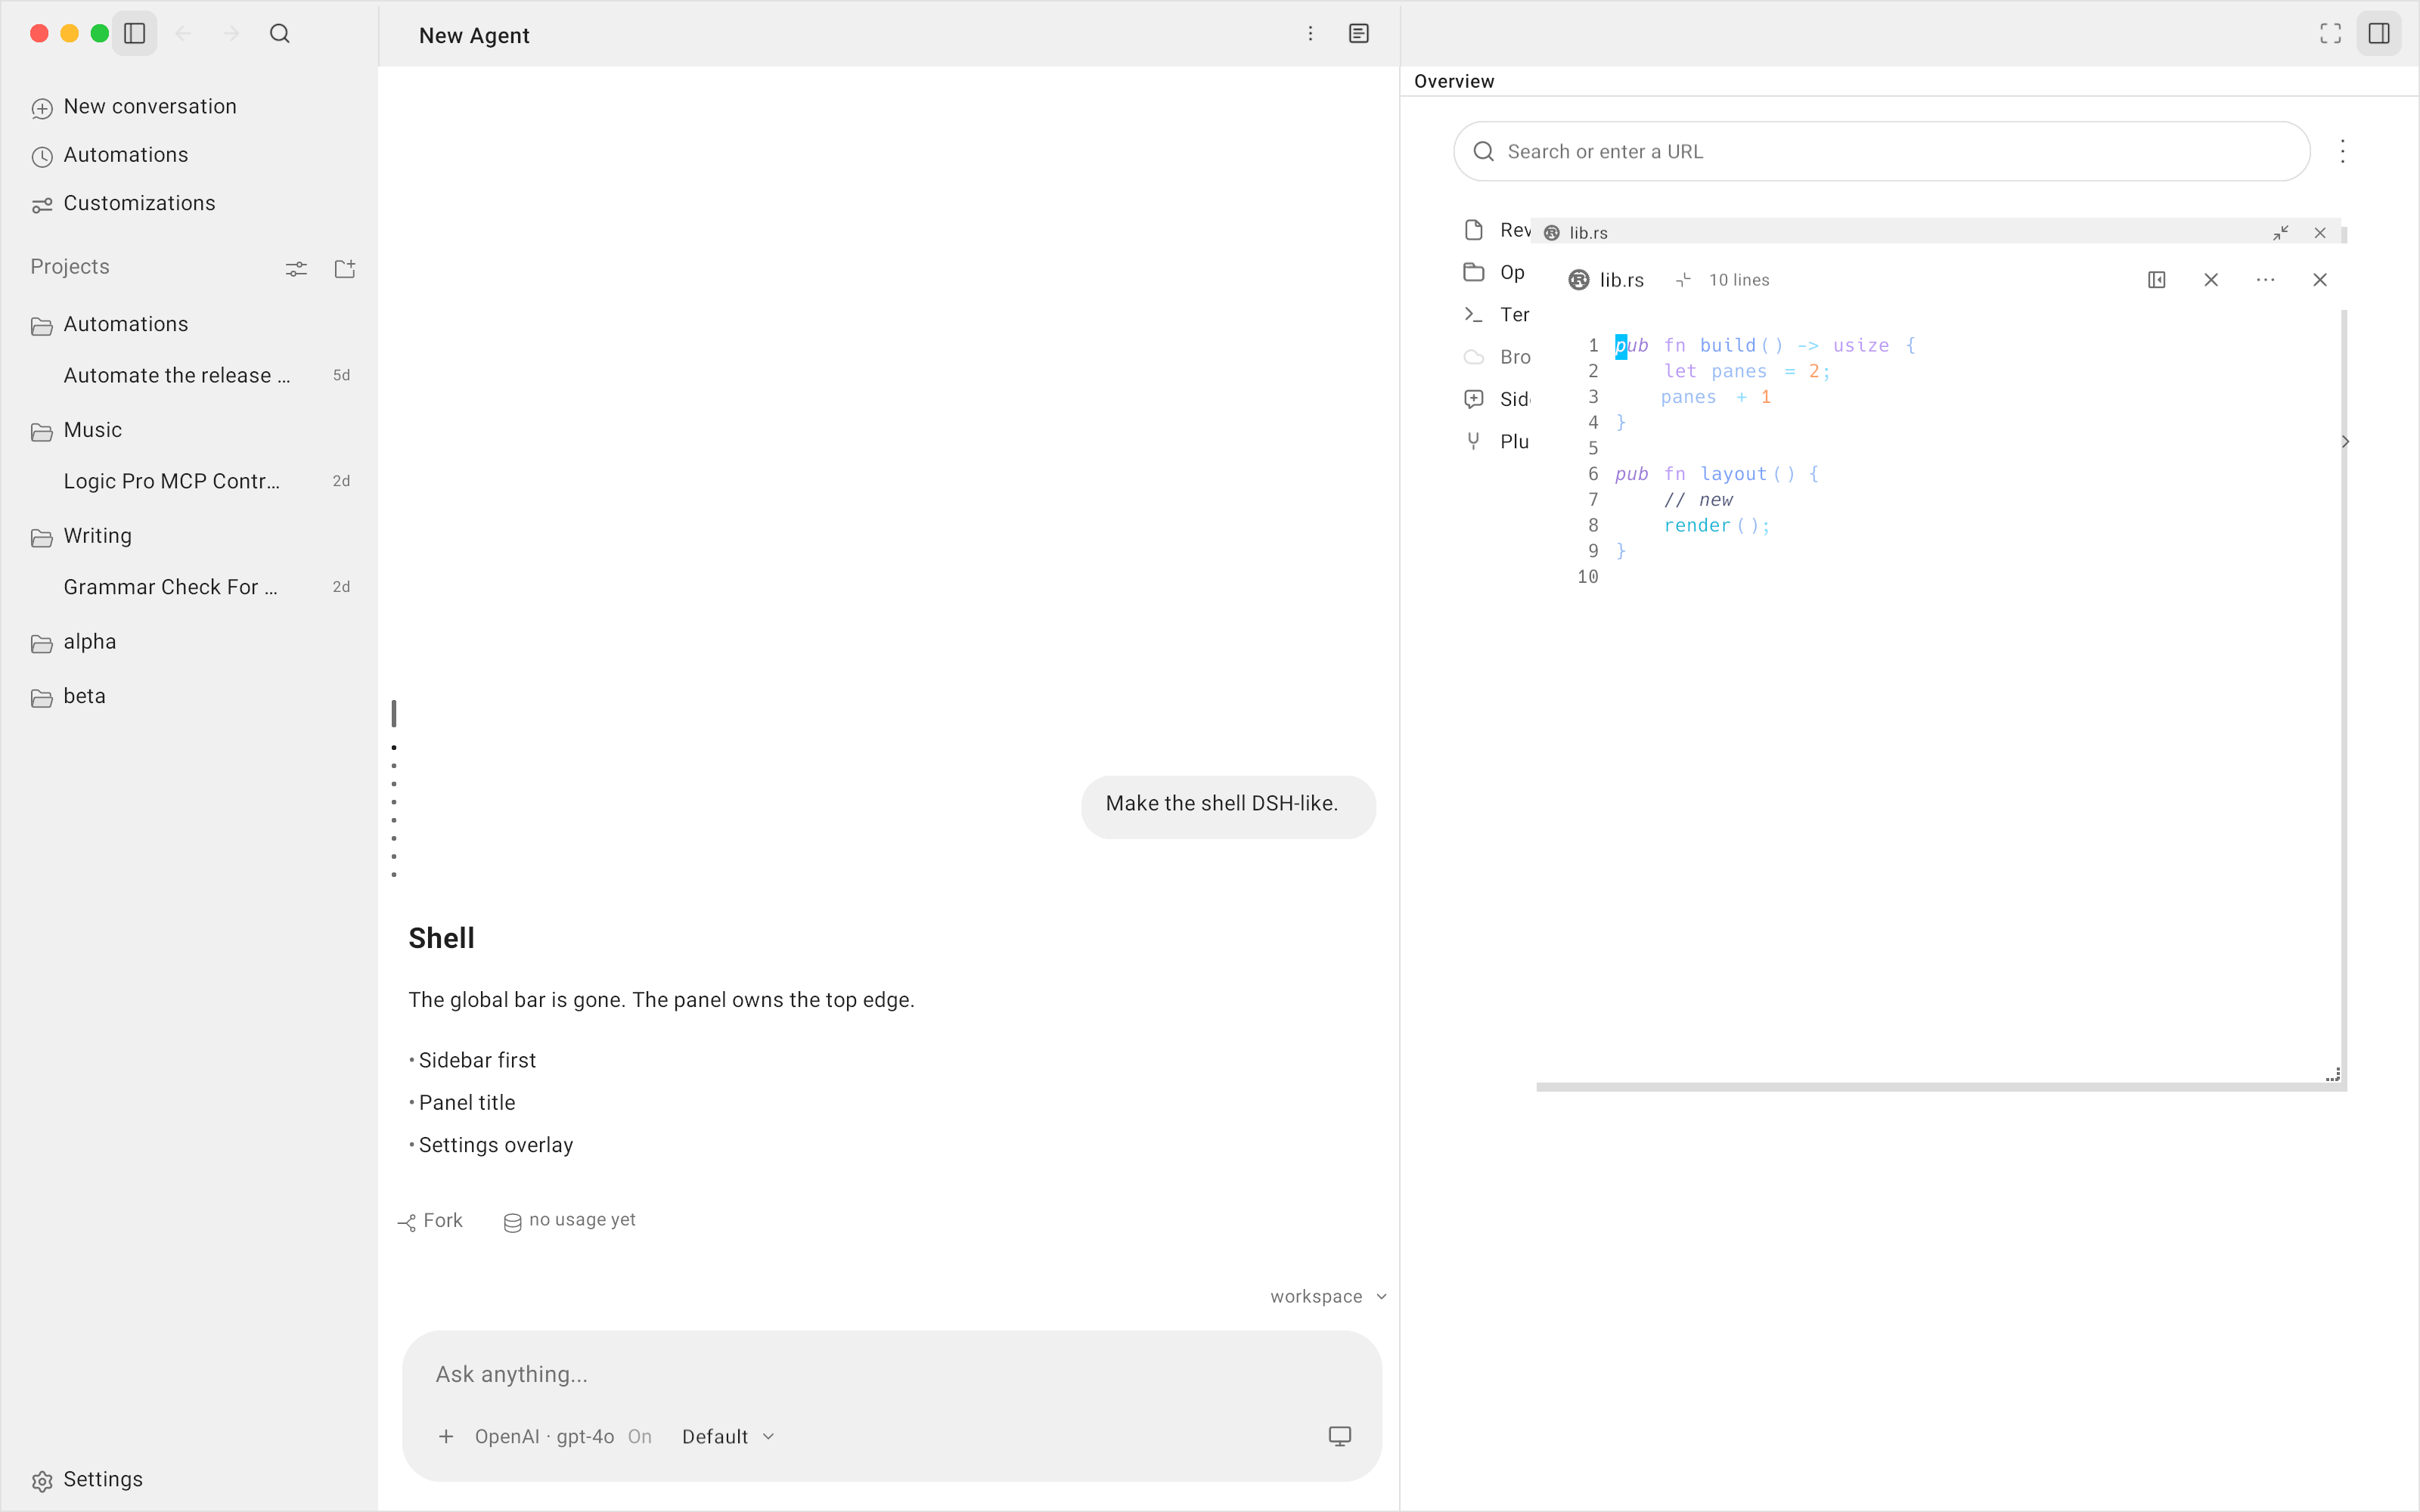 New Agent
New conversation
Automations
Customizations
Projects
Automations
Automate the release ... 5d
Music
Logic Pro MCP Contr... 2d
Writing
Grammar Check For ... 2d
alpha
beta
Settings
Make the shell DSH-like.
Shell
The global bar is gone. The panel owns the top edge.
• Sidebar first
• Panel title
• Settings overlay
Fork no usage yet
workspace
Ask anything...
+ OpenAI · gpt-4o On Default
Overview
Search or enter a URL
Rev
Op
Ter
Bro
Sid
Plu
lib.rs
lib.rs 10 lines
1 pub fn build() -> usize {
2 let panes = 2;
3 panes + 1
4 }
5
6 pub fn layout() {
7 // new
8 render();
9 }
10